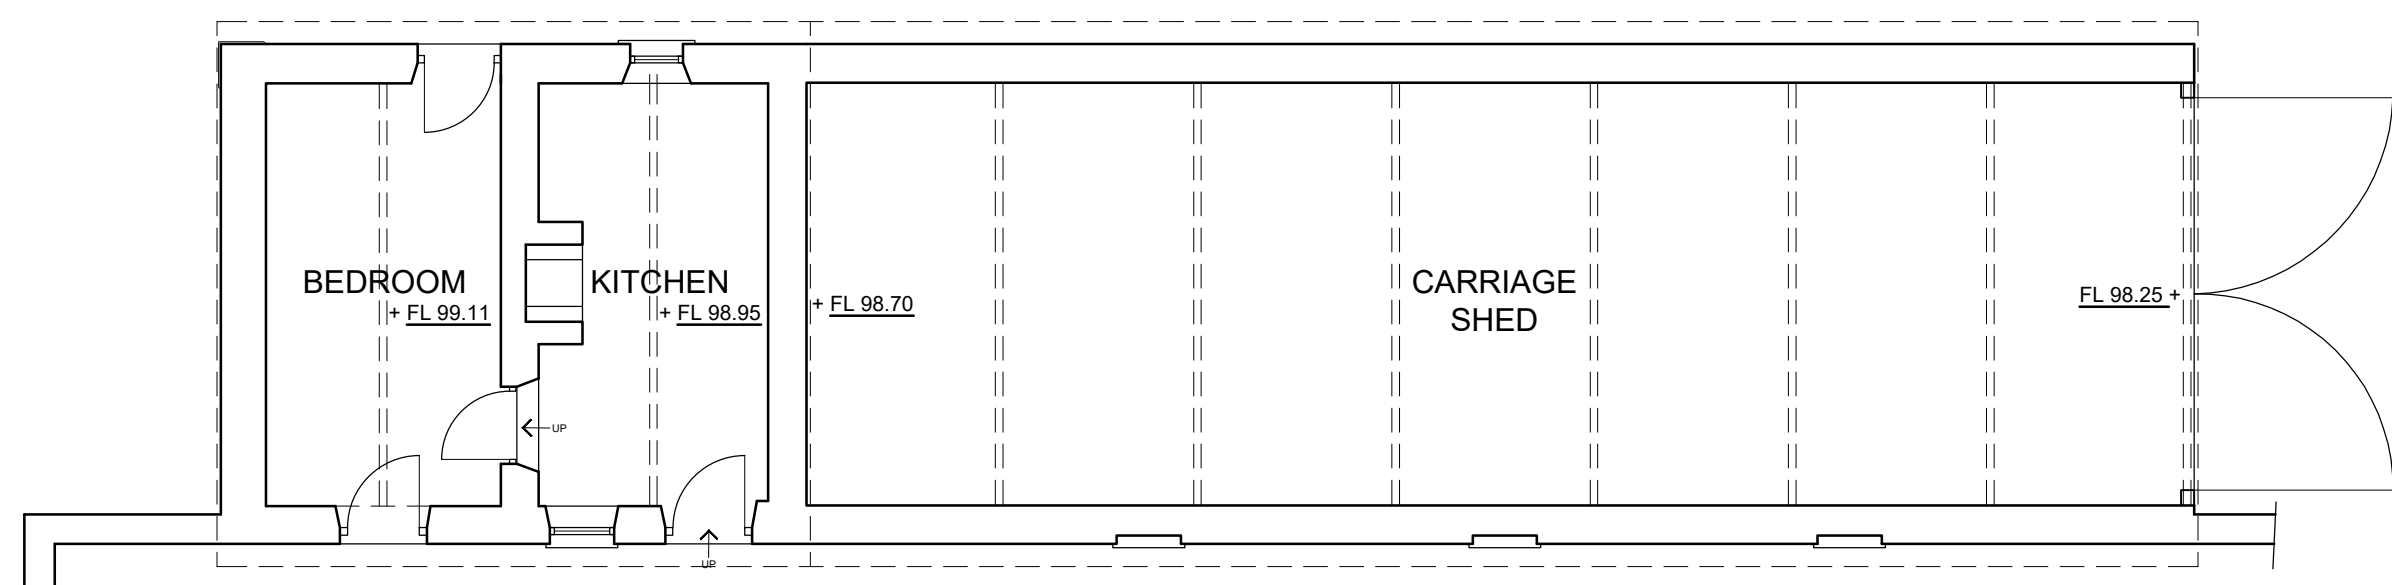 BEDROOM
+ FL 99.11
KITCHEN
+ FL 98.95
+ FL 98.70
CARRIAGE
SHED
FL 98.25 +
UP
UP